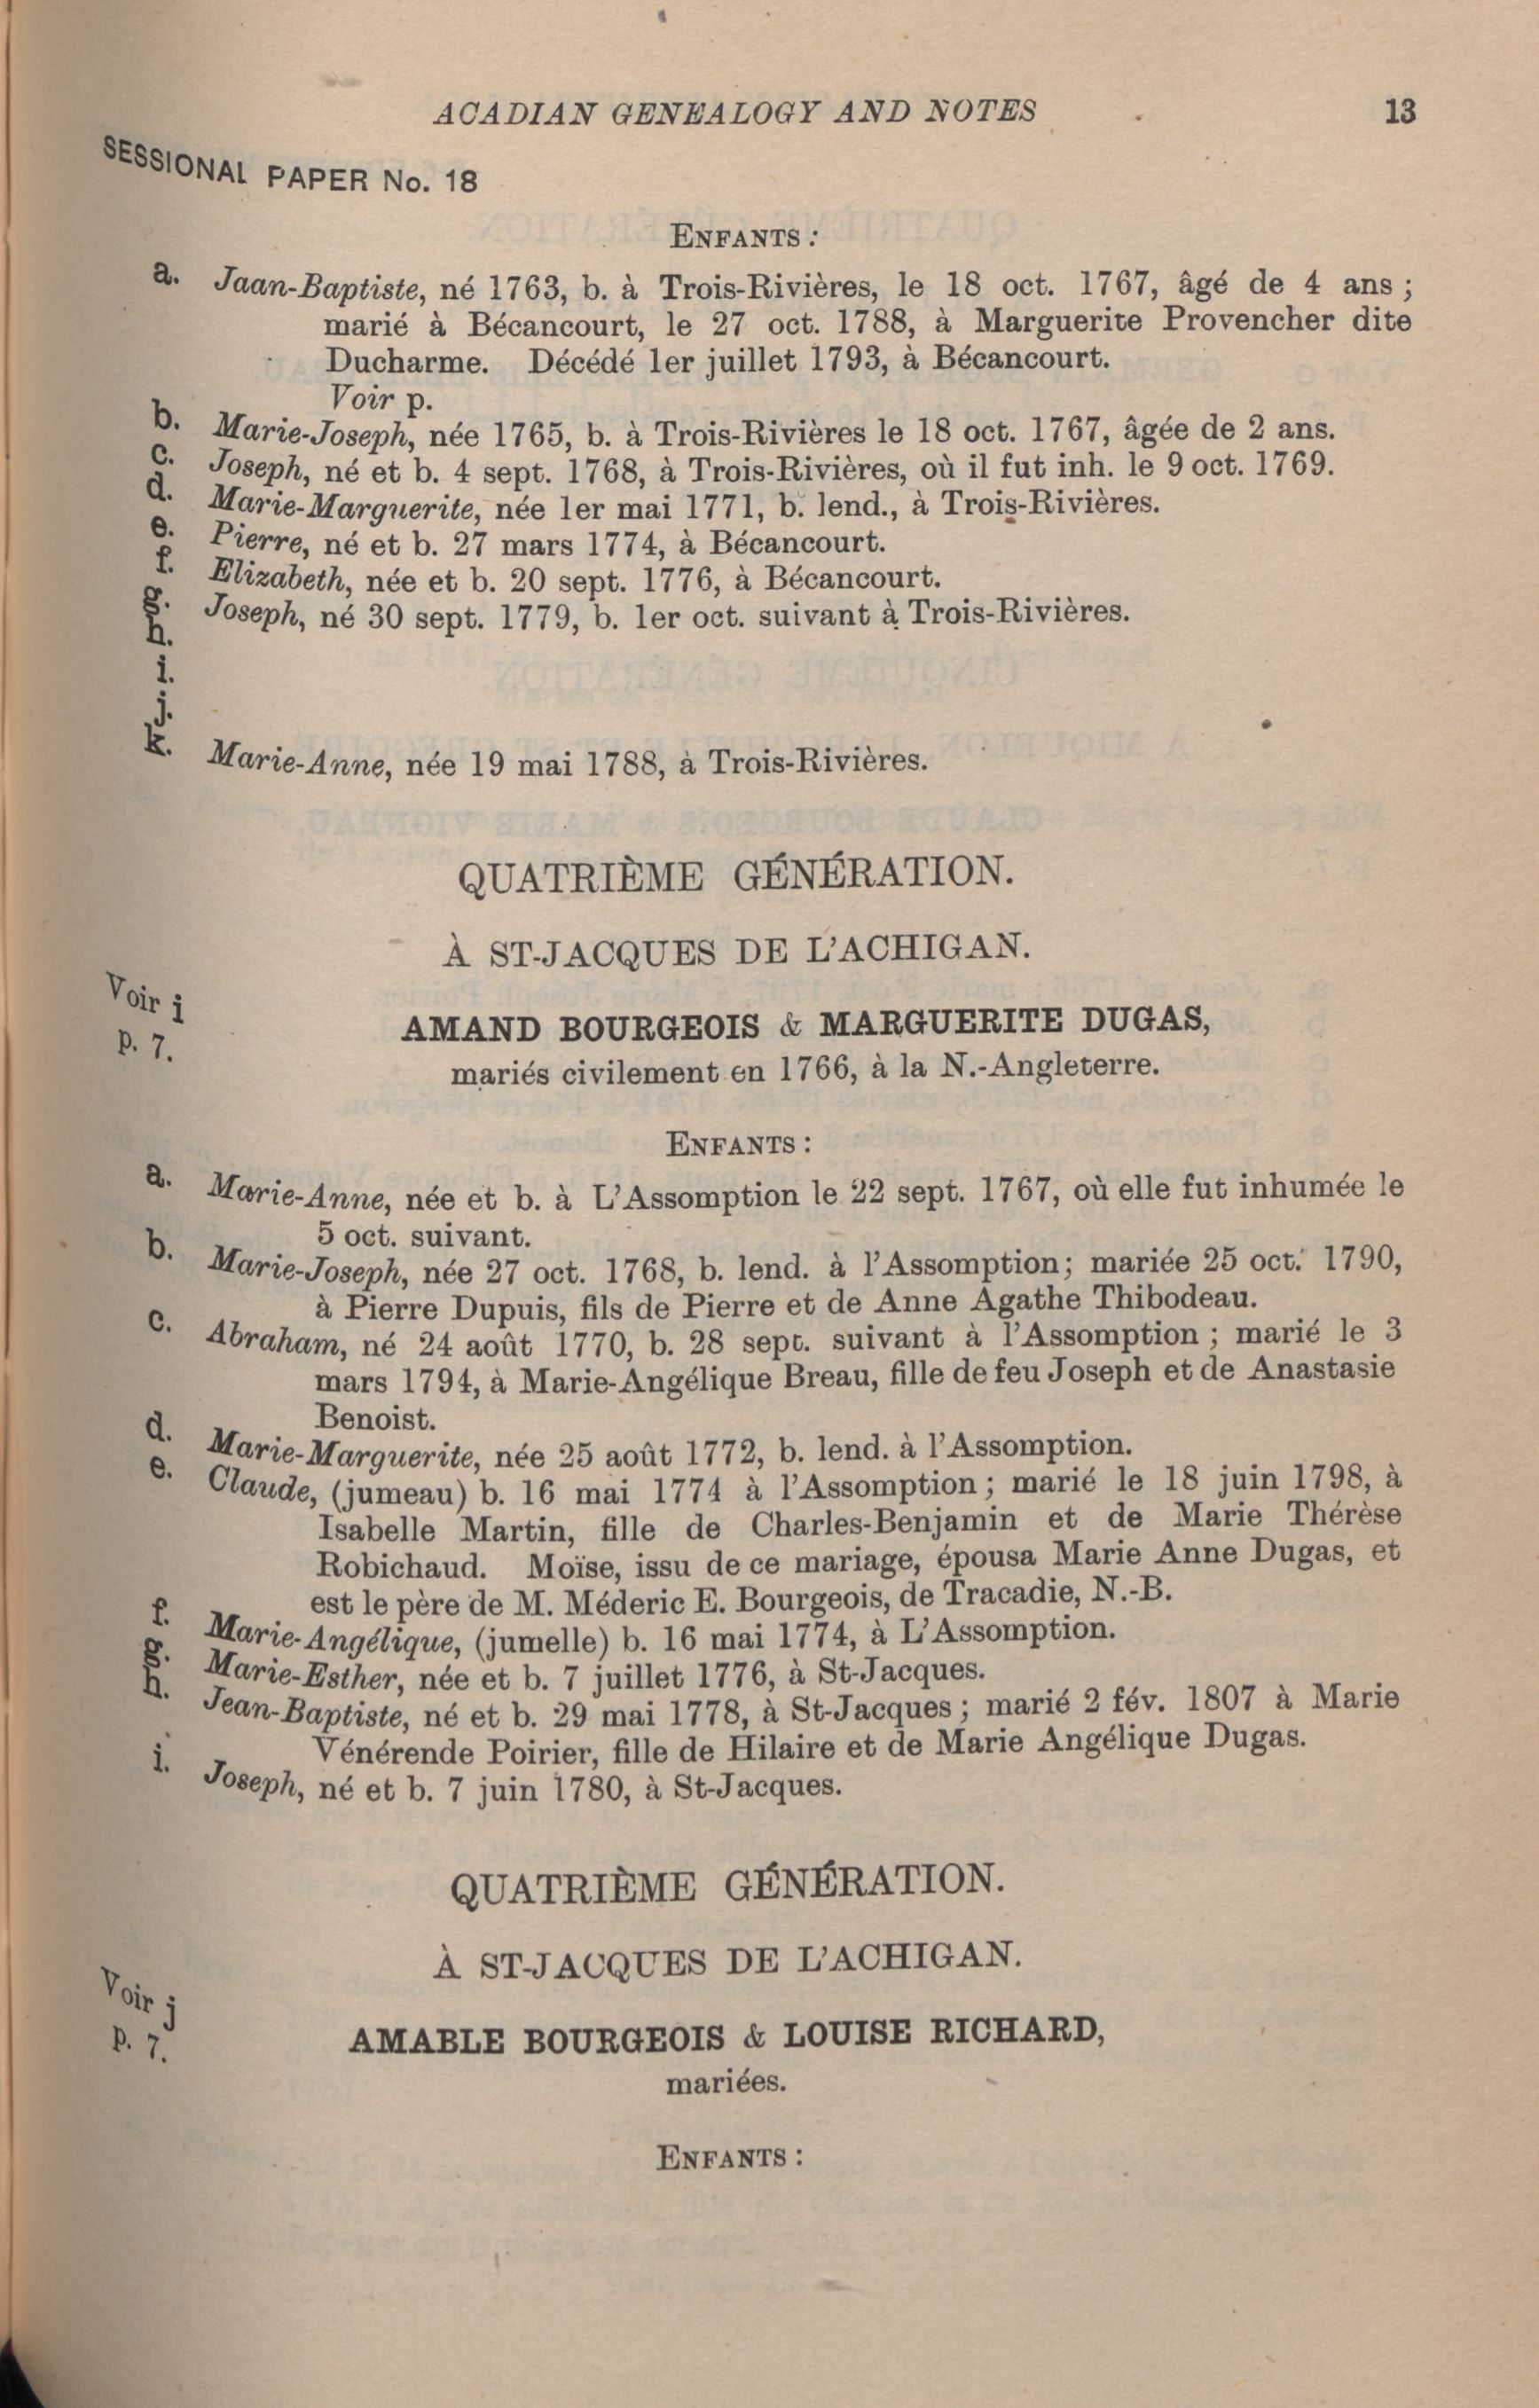 ACADIAN GENEALOGY AND NOTES 13
SESSIONAL PAPER No. 18
ENFANTS :
a. Jaan-Baptiste, né 1763, b. à Trois-Rivières, le 18 oct. 1767, âgé de 4 ans ;
marié à Bécancourt, le 27 oct. 1788, à Marguerite Provencher dite
Ducharme. Décédé 1er juillet 1793, à Bécancourt.
Voir p.
b. Marie-Joseph, née 1765, b. à Trois-Rivières le 18 oct. 1767, âgée de 2 ans.
c. Joseph, né et b. 4 sept. 1768, à Trois-Rivières, où il fut inh. le 9 oct. 1769.
d. Marie-Marguerite, née 1er mai 1771, b. lend., à Trois-Rivières.
e. Pierre, né et b. 27 mars 1774, à Bécancourt.
f. Elizabeth, née et b. 20 sept. 1776, à Bécancourt.
g. Joseph, né 30 sept. 1779, b. 1er oct. suivant à Trois-Rivières.
h.
i.
j.
k. Marie-Anne, née 19 mai 1788, à Trois-Rivières.
QUATRIÈME GÉNÉRATION.
À ST-JACQUES DE L'ACHIGAN.
Voir i
p. 7.
AMAND BOURGEOIS & MARGUERITE DUGAS,
mariés civilement en 1766, à la N.-Angleterre.
ENFANTS :
a. Marie-Anne, née et b. à L'Assomption le 22 sept. 1767, où elle fut inhumée le
5 oct. suivant.
b. Marie-Joseph, née 27 oct. 1768, b. lend. à l'Assomption; mariée 25 oct. 1790,
à Pierre Dupuis, fils de Pierre et de Anne Agathe Thibodeau.
c. Abraham, né 24 août 1770, b. 28 sept. suivant à l'Assomption ; marié le 3
mars 1794, à Marie-Angélique Breau, fille de feu Joseph et de Anastasie
Benoist.
d. Marie-Marguerite, née 25 août 1772, b. lend. à l'Assomption.
e. Claude, (jumeau) b. 16 mai 1774 à l'Assomption ; marié le 18 juin 1798, à
Isabelle Martin, fille de Charles-Benjamin et de Marie Thérèse
Robichaud. Moïse, issu de ce mariage, épousa Marie Anne Dugas, et
est le père de M. Méderic E. Bourgeois, de Tracadie, N.-B.
f. Marie-Angélique, (jumelle) b. 16 mai 1774, à L'Assomption.
g. Marie-Esther, née et b. 7 juillet 1776, à St-Jacques.
h. Jean-Baptiste, né et b. 29 mai 1778, à St-Jacques ; marié 2 fév. 1807 à Marie
Vénérende Poirier, fille de Hilaire et de Marie Angélique Dugas.
i. Joseph, né et b. 7 juin 1780, à St-Jacques.
QUATRIÈME GÉNÉRATION.
À ST-JACQUES DE L'ACHIGAN.
Voir j
p. 7.
AMABLE BOURGEOIS & LOUISE RICHARD,
mariées.
ENFANTS :